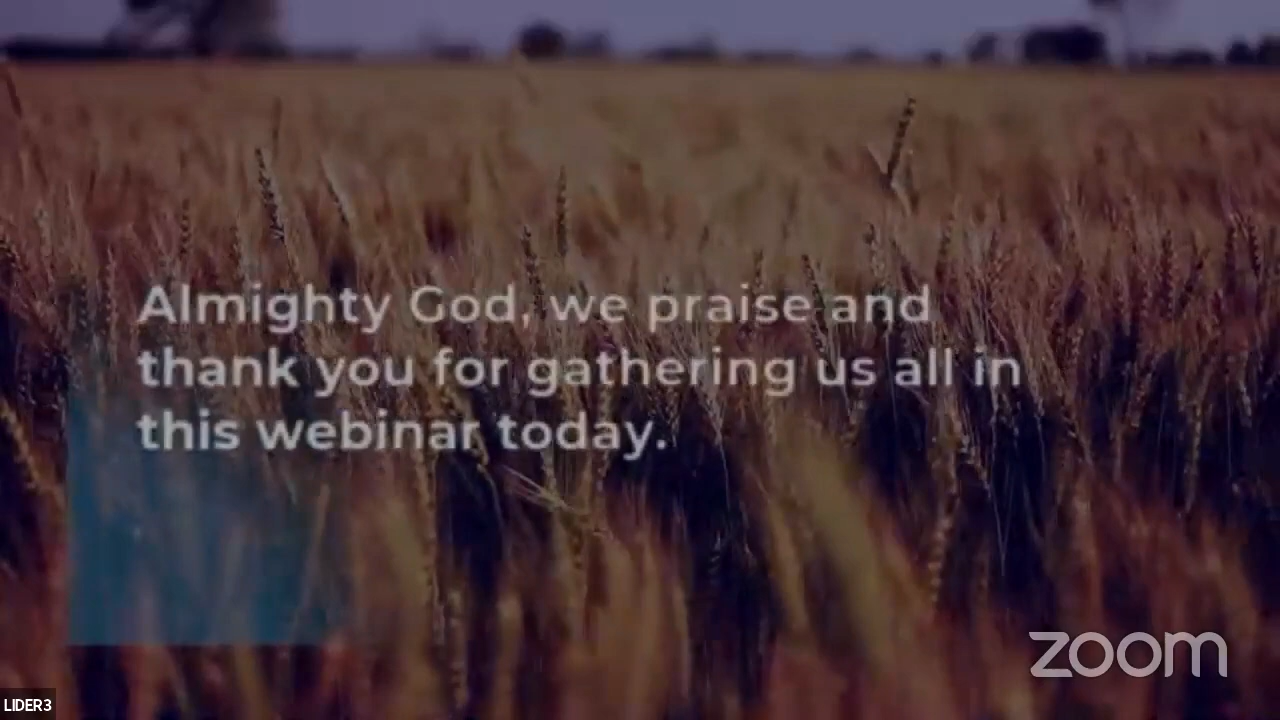 Almighty God, we praise and
thank you for gathering us all in
this webinar today.
zoom
LIDER3